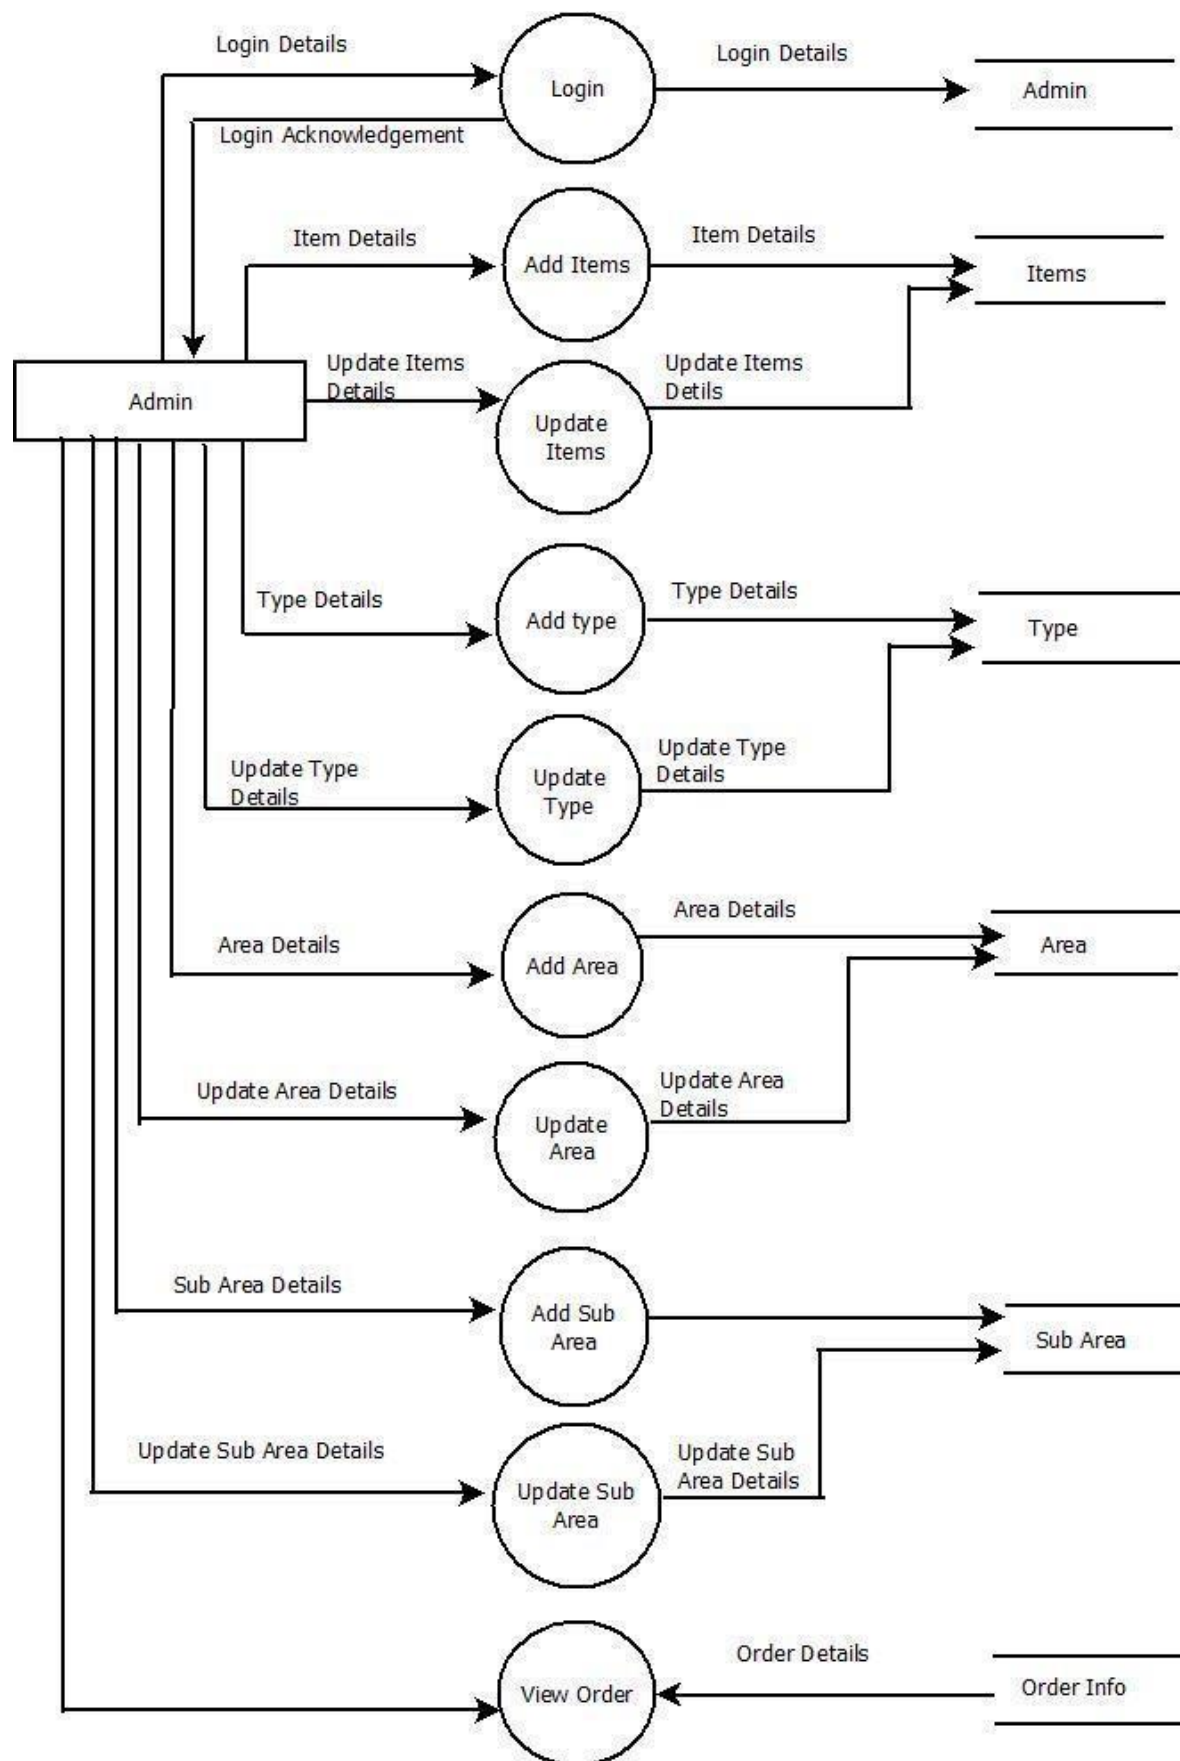 Login Details
Login Details
Login
Admin
Login Acknowledgement
Item Details
Item Details
Add Items
Items
Update Items
Details
Update Items
Detils
Admin
Update
Items
Type Details
Type Details
Add type
Type
Update Type
Details
Update Type
Details
Update
Type
Area Details
Area Details
Add Area
Area
Update Area Details
Update Area
Details
Update
Area
Sub Area Details
Add Sub
Area
Sub Area
Update Sub Area Details
Update Sub
Area Details
Update Sub
Area
Order Details
View Order
Order Info